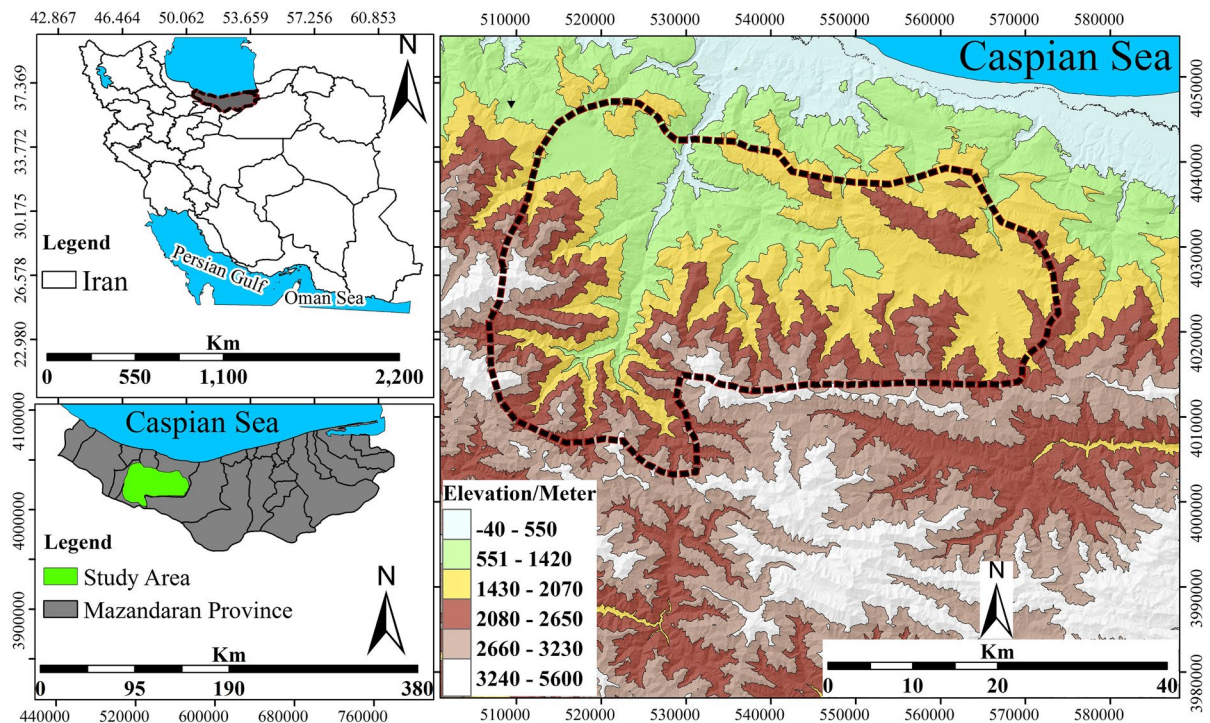 42.867 46.464 50.062 53.659 57.256 60.853
37.369
33.772
30.175
26.578
22.980
N
Legend
Iran
Persian Gulf
Oman Sea
Km
0 550 1,100 2,200
4100000
4000000
3900000
Caspian Sea
Legend
Study Area
Mazandaran Province
N
Km
0 95 190 380
440000 520000 600000 680000 760000
510000 520000 530000 540000 550000 560000 570000 580000
Caspian Sea
4050000
4040000
4030000
4020000
4010000
4000000
3990000
3980000
Elevation/Meter
-40 - 550
551 - 1420
1430 - 2070
2080 - 2650
2660 - 3230
3240 - 5600
N
Km
0 10 20 40
510000 520000 530000 540000 550000 560000 570000 580000